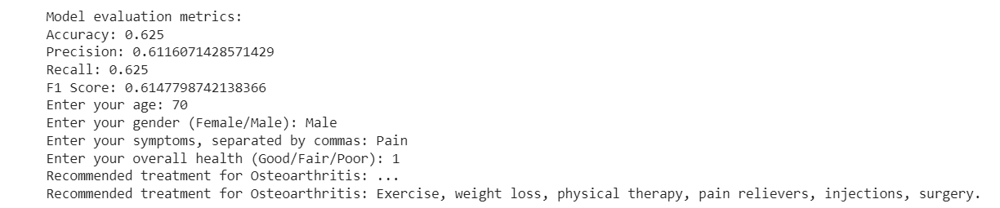 Model evaluation metrics:
Accuracy: 0.625
Precision: 0.6116071428571429
Recall: 0.625
F1 Score: 0.6147798742138366
Enter your age: 70
Enter your gender (Female/Male): Male
Enter your symptoms, separated by commas: Pain
Enter your overall health (Good/Fair/Poor): 1
Recommended treatment for Osteoarthritis: ...
Recommended treatment for Osteoarthritis: Exercise, weight loss, physical therapy, pain relievers, injections, surgery.